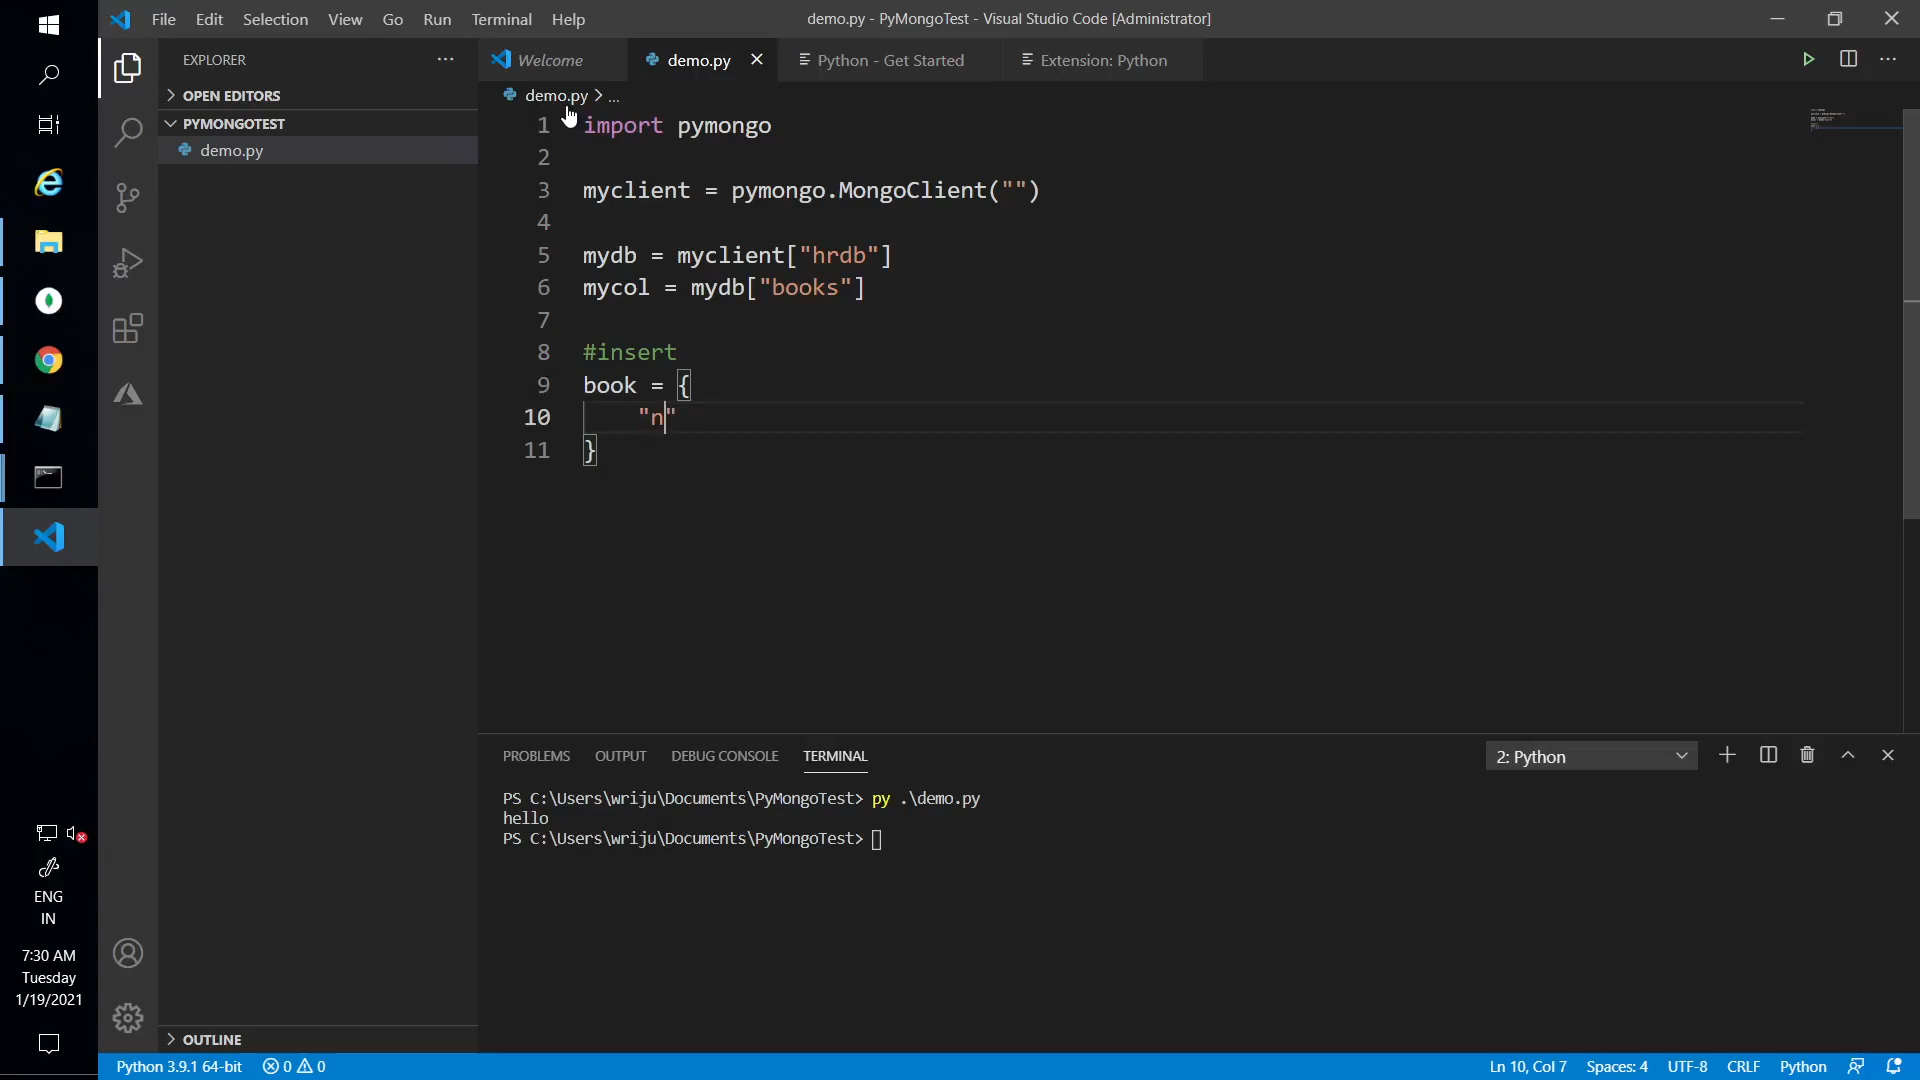 File Edit Selection View Go Run Terminal Help
demo.py - PyMongoTest - Visual Studio Code [Administrator]
EXPLORER
Welcome
demo.py
Python - Get Started
Extension: Python
OPEN EDITORS
demo.py > ...
PYMONGOTEST
demo.py
1 import pymongo
2
3 myclient = pymongo.MongoClient("")
4
5 mydb = myclient["hrdb"]
6 mycol = mydb["books"]
7
8 #insert
9 book = {
10 "n"
11 }
PROBLEMS OUTPUT DEBUG CONSOLE TERMINAL
2: Python
PS C:\Users\wriju\Documents\PyMongoTest> py .\demo.py
hello
PS C:\Users\wriju\Documents\PyMongoTest>
ENG
IN
7:30 AM
Tuesday
1/19/2021
OUTLINE
Python 3.9.1 64-bit 0 0
Ln 10, Col 7 Spaces: 4 UTF-8 CRLF Python